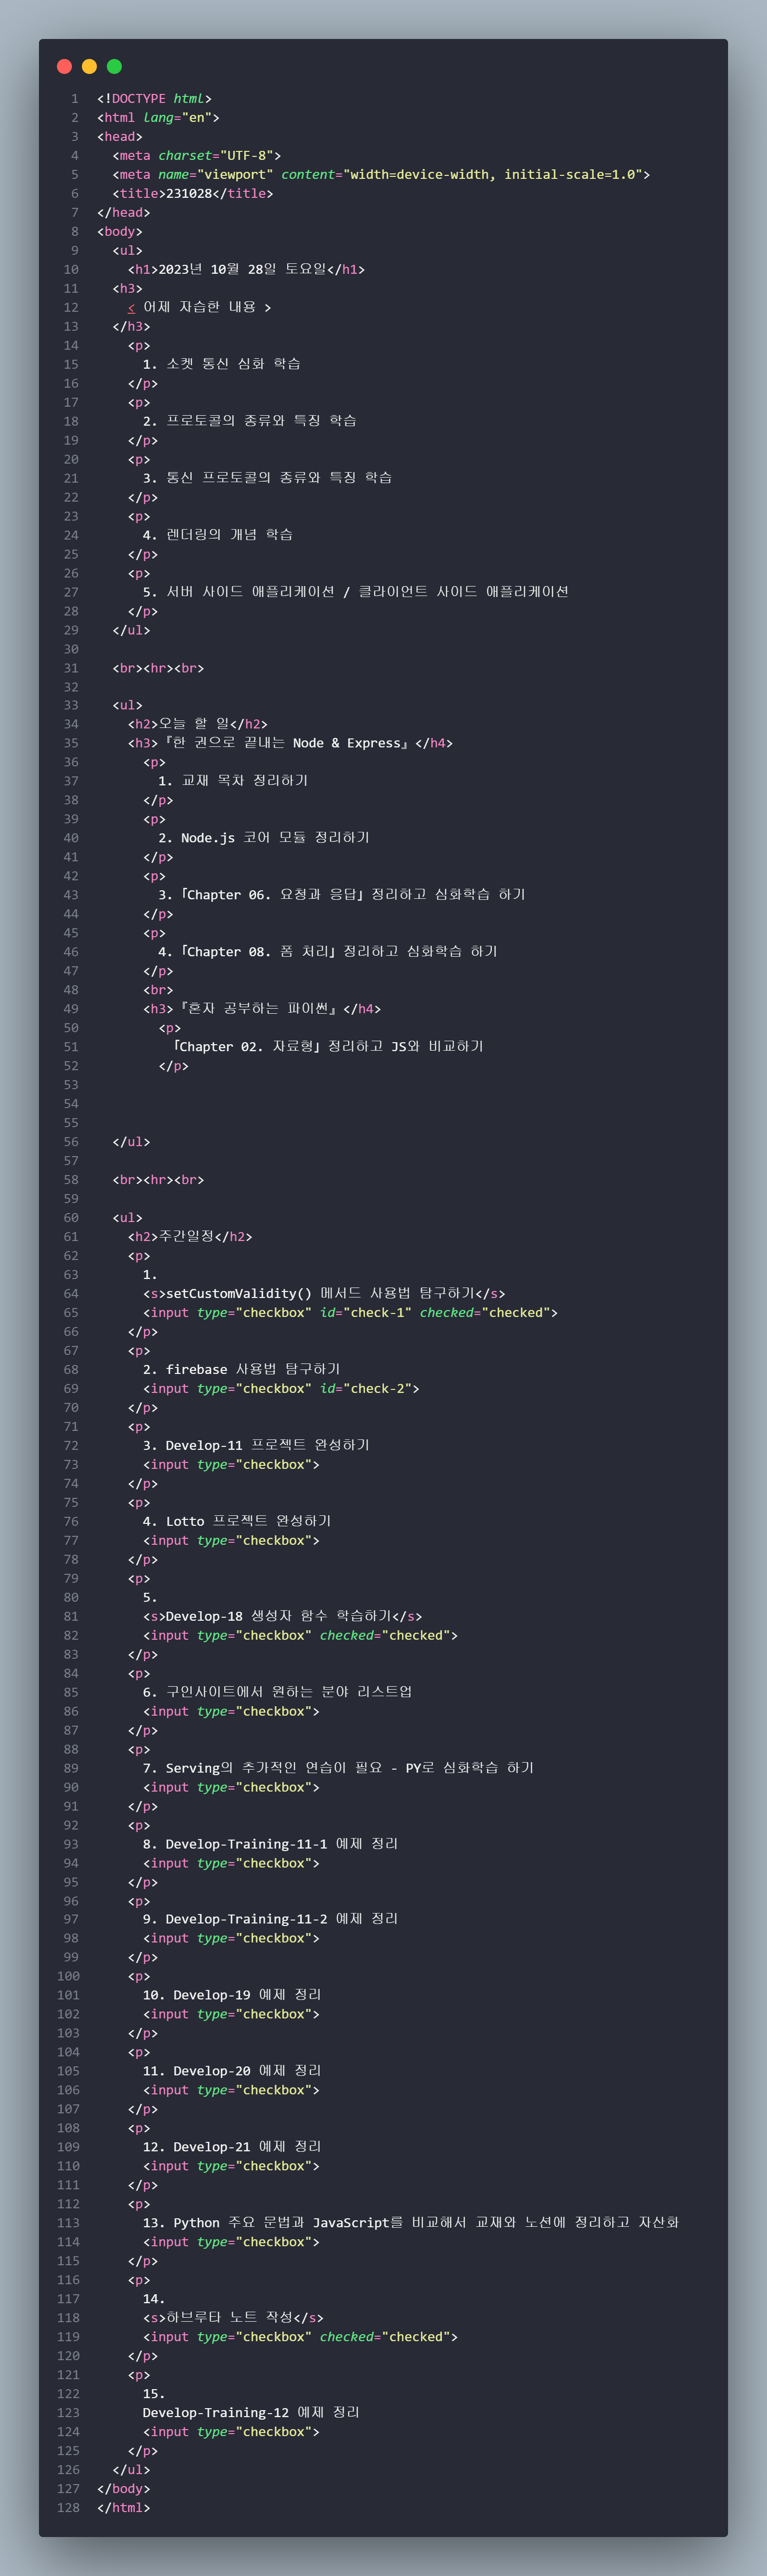 1 <!DOCTYPE html>
2 <html lang="en">
3 <head>
4   <meta charset="UTF-8">
5   <meta name="viewport" content="width=device-width, initial-scale=1.0">
6   <title>231028</title>
7 </head>
8 <body>
9   <ul>
10     <h1>2023년 10월 28일 토요일</h1>
11   <h3>
12     < 어제 자습한 내용 >
13   </h3>
14     <p>
15       1. 소켓 통신 심화 학습
16     </p>
17     <p>
18       2. 프로토콜의 종류와 특징 학습
19     </p>
20     <p>
21       3. 통신 프로토콜의 종류와 특징 학습
22     </p>
23     <p>
24       4. 렌더링의 개념 학습
25     </p>
26     <p>
27       5. 서버 사이드 애플리케이션 / 클라이언트 사이드 애플리케이션
28     </p>
29   </ul>
30
31   <br><hr><br>
32
33   <ul>
34     <h2>오늘 할 일</h2>
35     <h3>『한 권으로 끝내는 Node & Express』</h4>
36       <p>
37         1. 교재 목차 정리하기
38       </p>
39       <p>
40         2. Node.js 코어 모듈 정리하기
41       </p>
42       <p>
43         3.「Chapter 06. 요청과 응답」정리하고 심화학습 하기
44       </p>
45       <p>
46         4.「Chapter 08. 폼 처리」정리하고 심화학습 하기
47       </p>
48       <br>
49       <h3>『혼자 공부하는 파이썬』</h4>
50         <p>
51           「Chapter 02. 자료형」정리하고 JS와 비교하기
52         </p>
53
54
55
56   </ul>
57
58   <br><hr><br>
59
60   <ul>
61     <h2>주간일정</h2>
62     <p>
63       1.
64       <s>setCustomValidity() 메서드 사용법 탐구하기</s>
65       <input type="checkbox" id="check-1" checked="checked">
66     </p>
67     <p>
68       2. firebase 사용법 탐구하기
69       <input type="checkbox" id="check-2">
70     </p>
71     <p>
72       3. Develop-11 프로젝트 완성하기
73       <input type="checkbox">
74     </p>
75     <p>
76       4. Lotto 프로젝트 완성하기
77       <input type="checkbox">
78     </p>
79     <p>
80       5.
81       <s>Develop-18 생성자 함수 학습하기</s>
82       <input type="checkbox" checked="checked">
83     </p>
84     <p>
85       6. 구인사이트에서 원하는 분야 리스트업
86       <input type="checkbox">
87     </p>
88     <p>
89       7. Serving의 추가적인 연습이 필요 - PY로 심화학습 하기
90       <input type="checkbox">
91     </p>
92     <p>
93       8. Develop-Training-11-1 예제 정리
94       <input type="checkbox">
95     </p>
96     <p>
97       9. Develop-Training-11-2 예제 정리
98       <input type="checkbox">
99     </p>
100     <p>
101       10. Develop-19 예제 정리
102       <input type="checkbox">
103     </p>
104     <p>
105       11. Develop-20 예제 정리
106       <input type="checkbox">
107     </p>
108     <p>
109       12. Develop-21 예제 정리
110       <input type="checkbox">
111     </p>
112     <p>
113       13. Python 주요 문법과 JavaScript를 비교해서 교재와 노션에 정리하고 자산화
114       <input type="checkbox">
115     </p>
116     <p>
117       14.
118       <s>하브루타 노트 작성</s>
119       <input type="checkbox" checked="checked">
120     </p>
121     <p>
122       15.
123       Develop-Training-12 예제 정리
124       <input type="checkbox">
125     </p>
126   </ul>
127 </body>
128 </html>